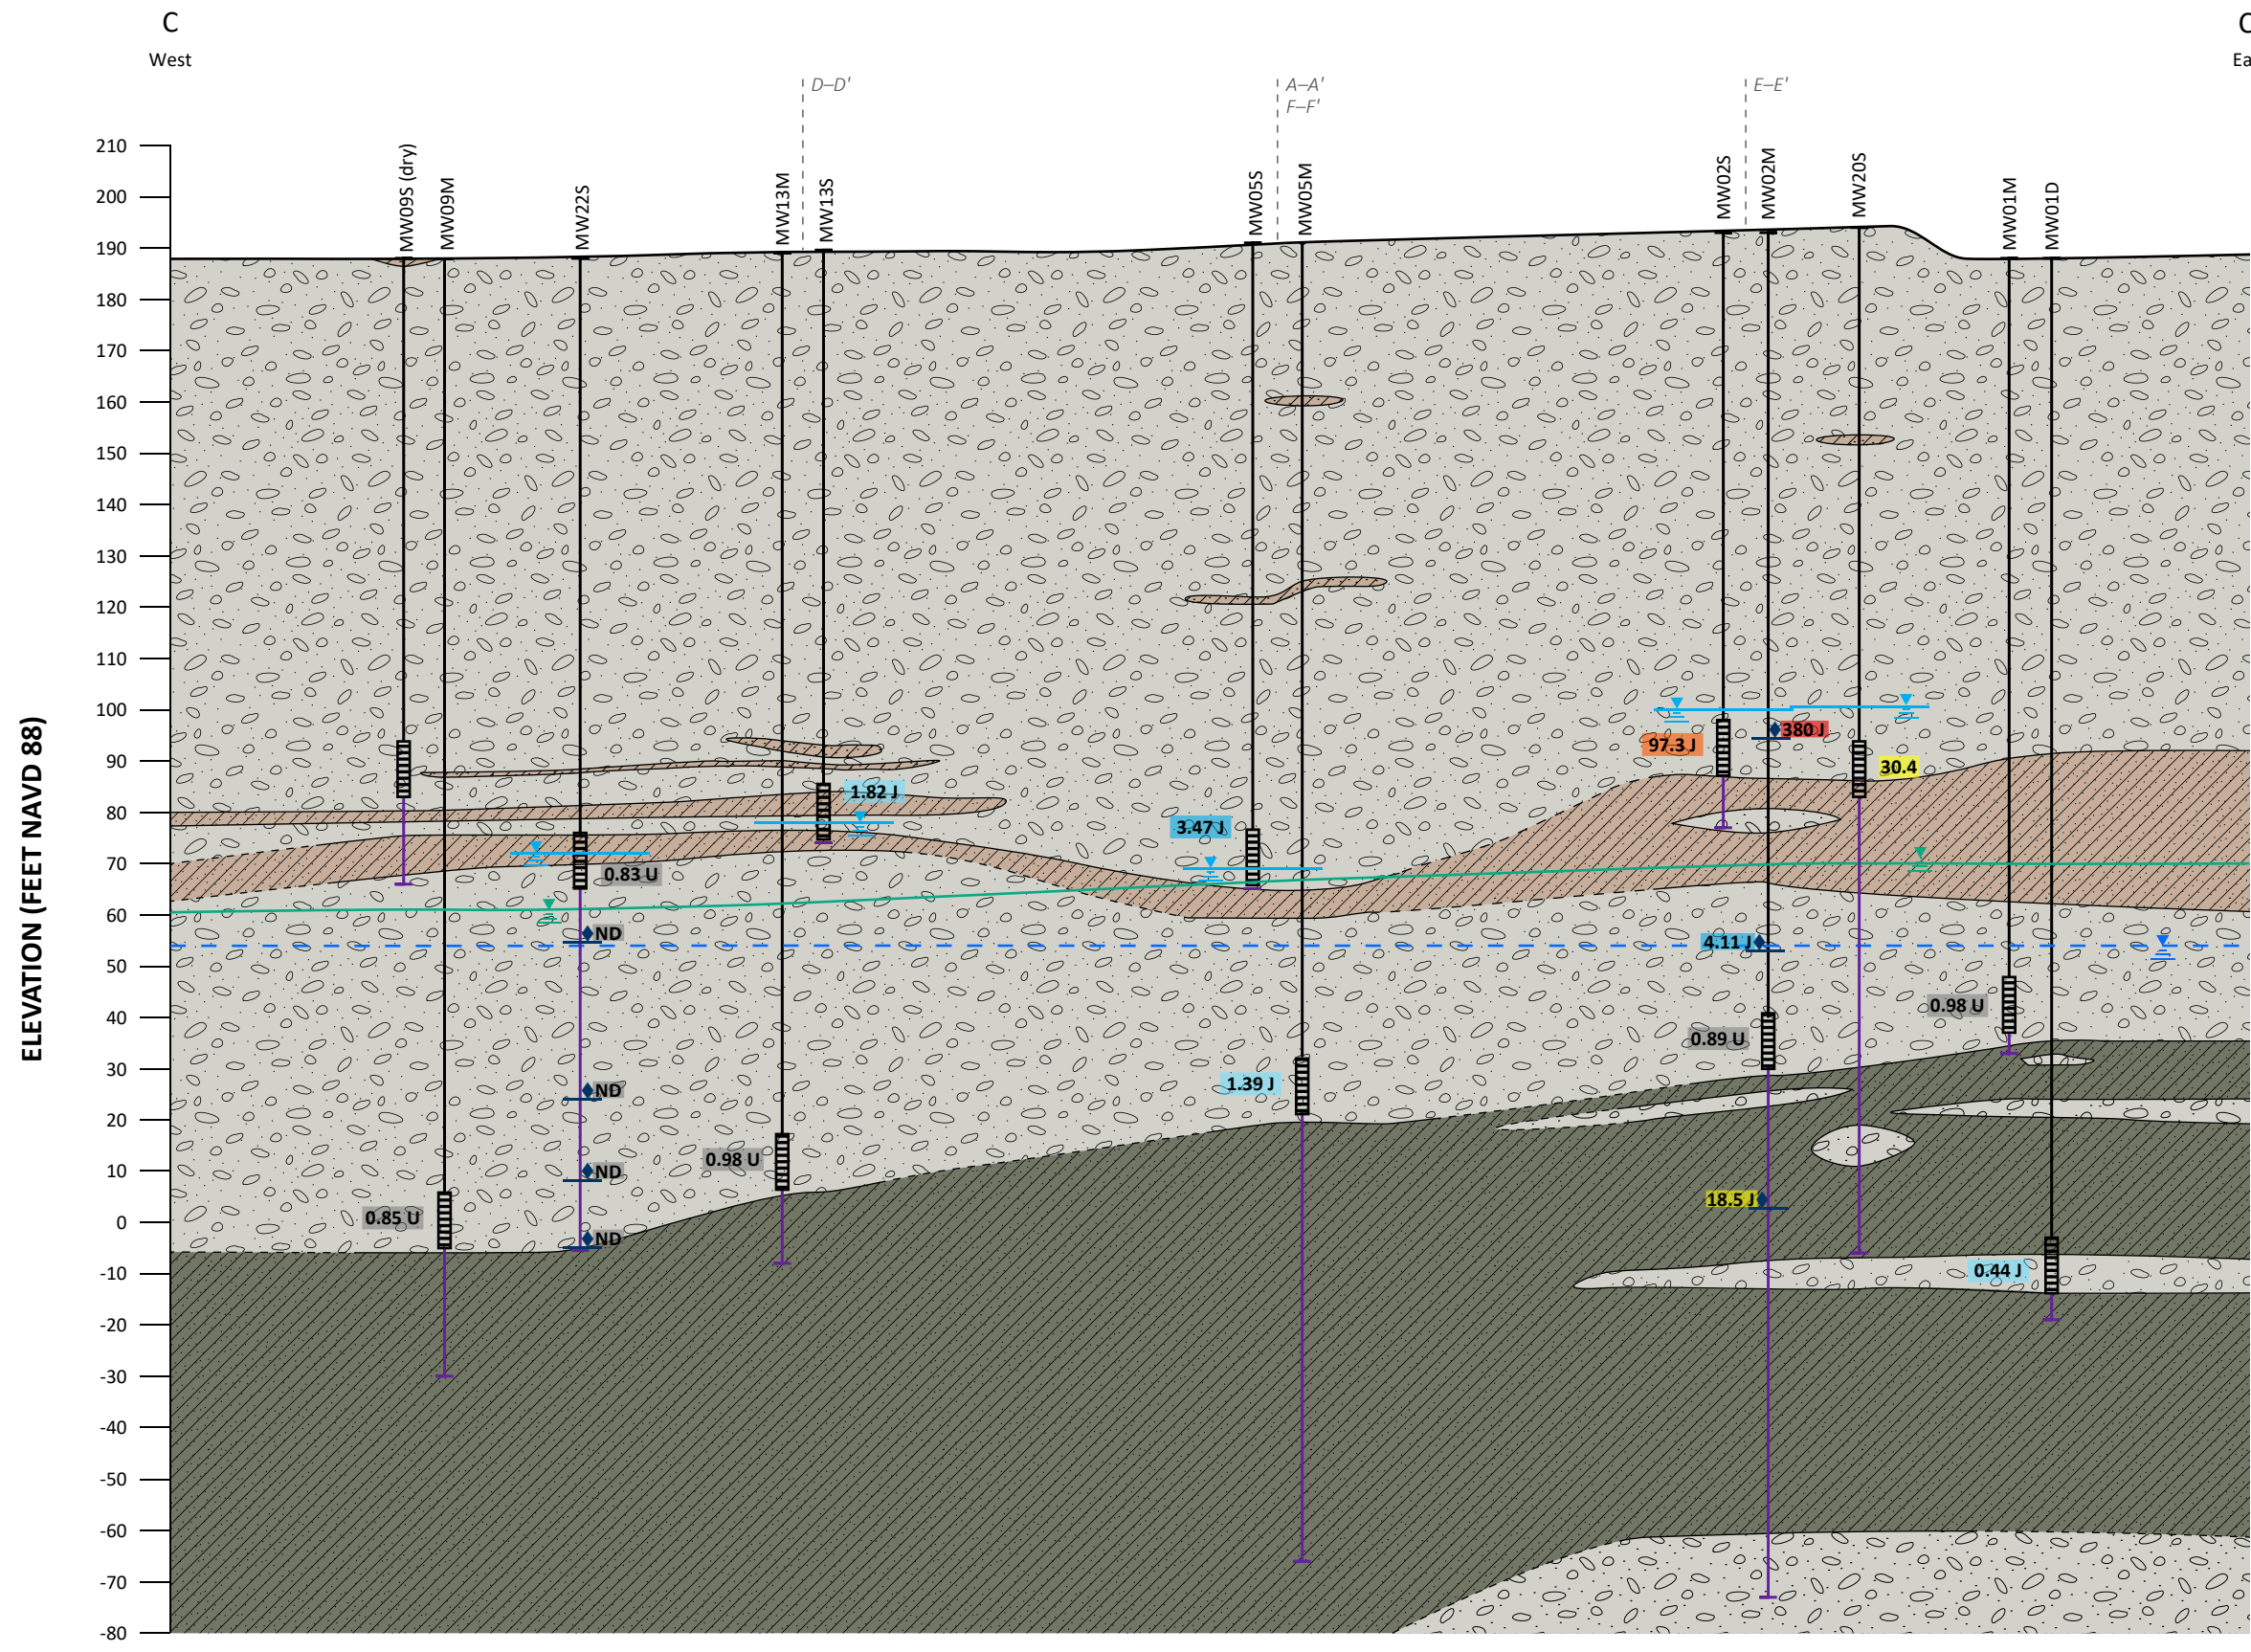 C
C
West
Ea
D–D'
A–A'
F–F'
E–E'
ELEVATION (FEET NAVD 88)
210
200
190
180
170
160
150
140
130
120
110
100
90
80
70
60
50
40
30
20
10
0
-10
-20
-30
-40
-50
-60
-70
-80
MW09S (dry)
MW09M
MW22S
MW13M
MW13S
MW05S
MW05M
MW02S
MW02M
MW20S
MW01M
MW01D
380 J
97.3 J
30.4
1.82 J
3.47 J
0.83 U
ND
4.11 J
0.98 U
0.89 U
ND
1.39 J
ND
0.98 U
18.5 J
0.85 U
ND
0.44 J